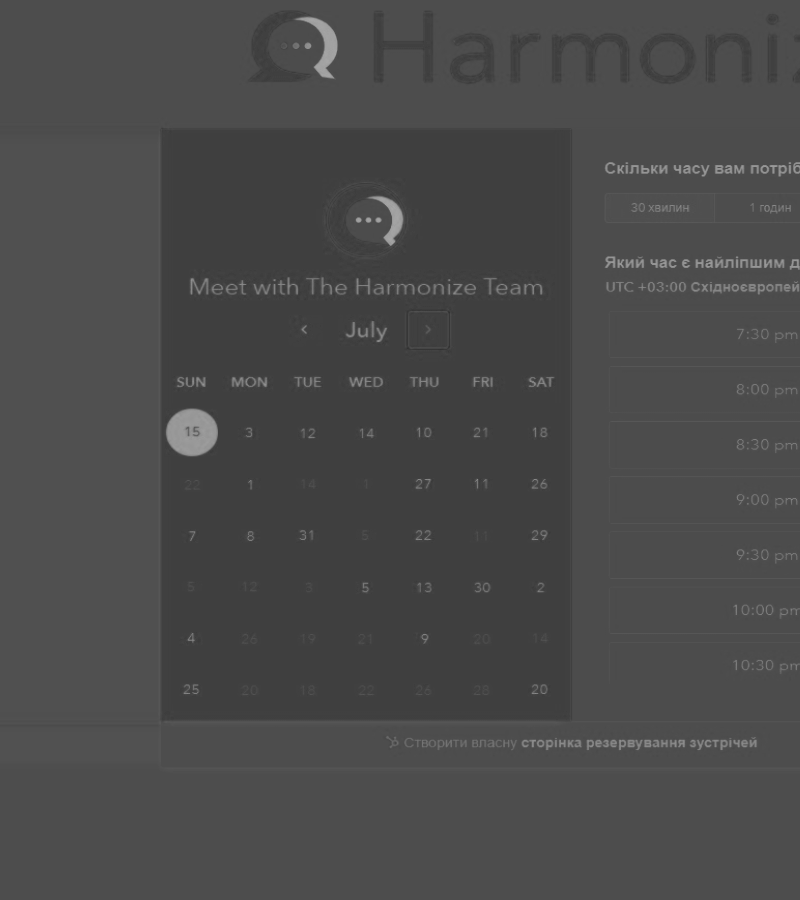 Harmoniz
Meet with The Harmonize Team
July
SUN MON TUE WED THU FRI SAT
15 3 12 14 10 21 18
22 1 14 1 27 11 26
7 8 31 5 22 11 29
5 12 3 5 13 30 2
4 26 19 21 9 20 14
25 20 18 22 26 28 20
Скільки часу вам потріб
30 хвилин 1 годин
Який час є найліпшим д
UTC +03:00 Східноєвропей
7:30 pm
8:00 pm
8:30 pm
9:00 pm
9:30 pm
10:00 pm
10:30 pm
Створити власну сторінка резервування зустрічей